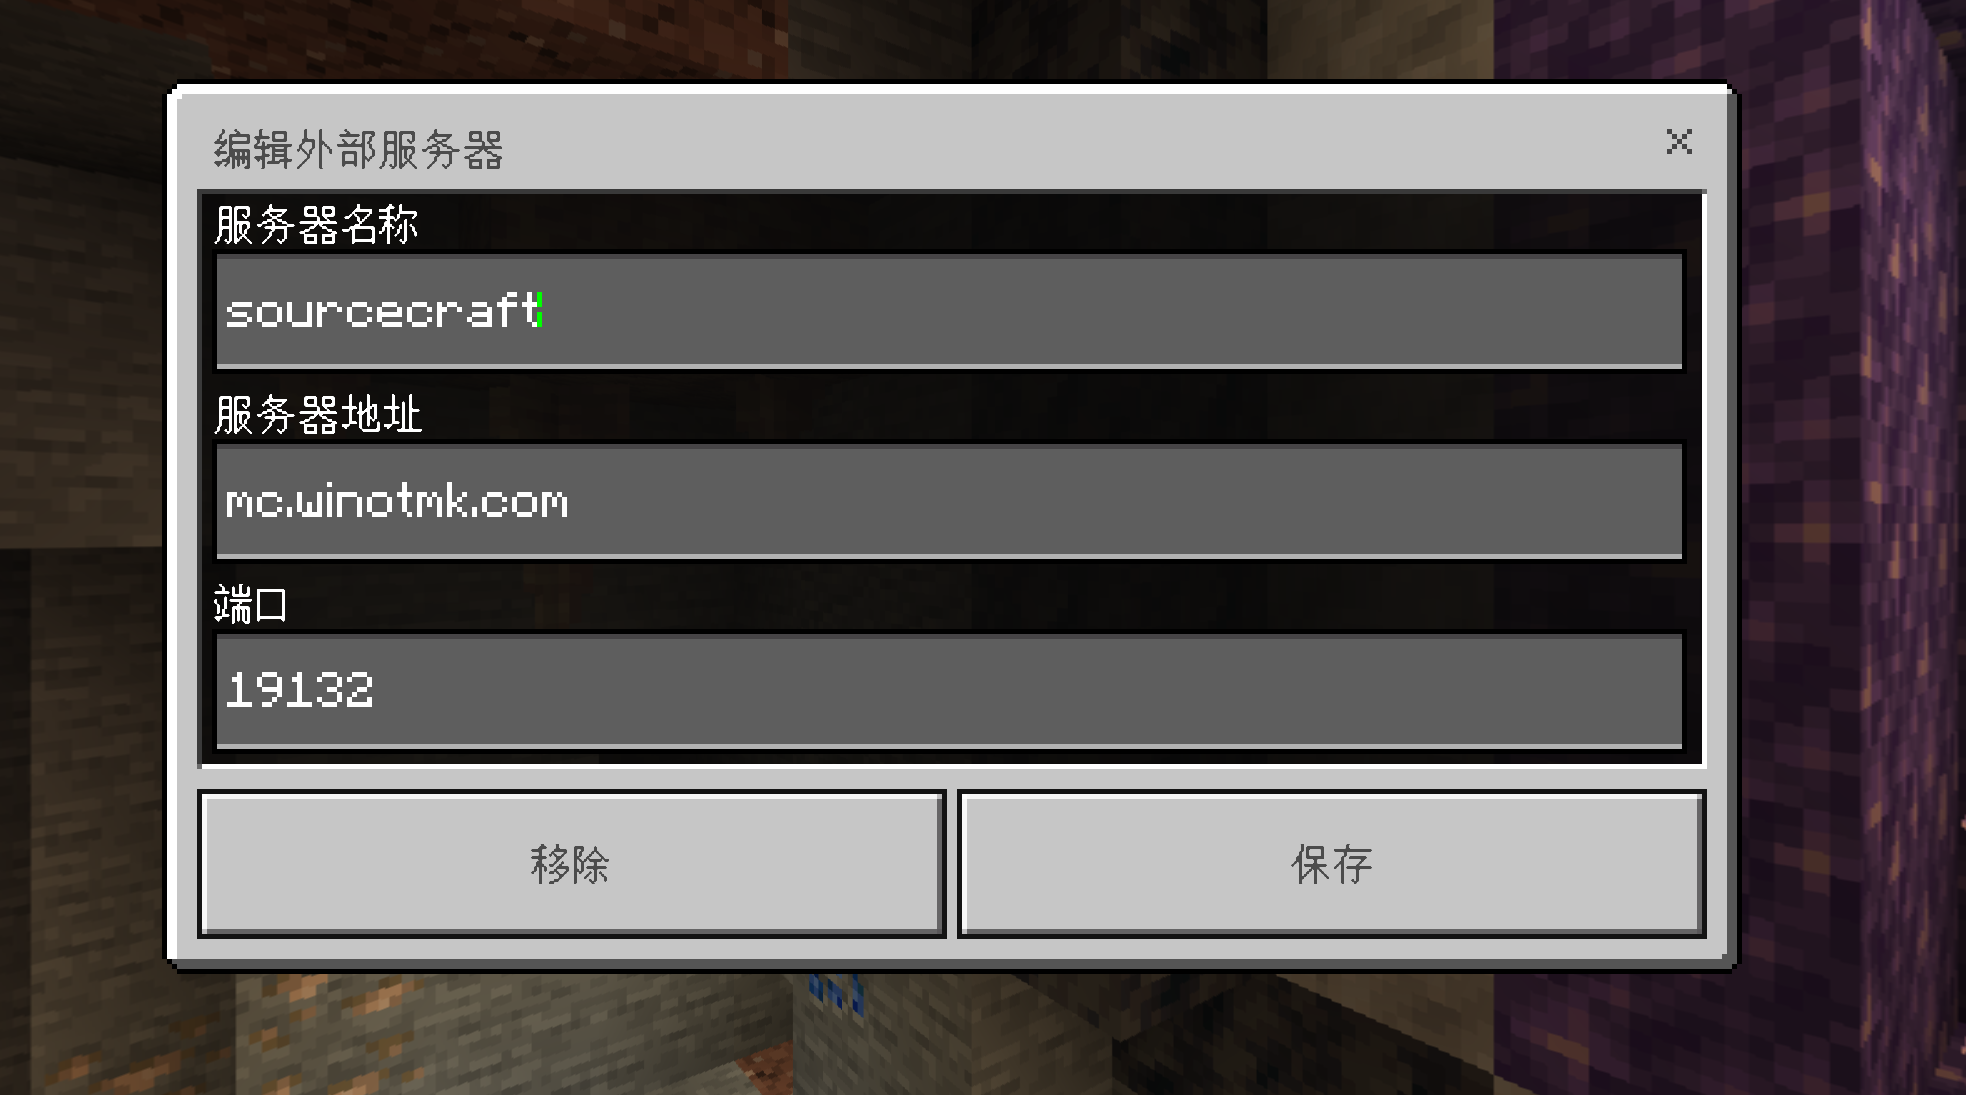 编辑外部服务器
服务器名称
sourcecraft
服务器地址
mc.winotmk.com
端口
19132
移除
保存